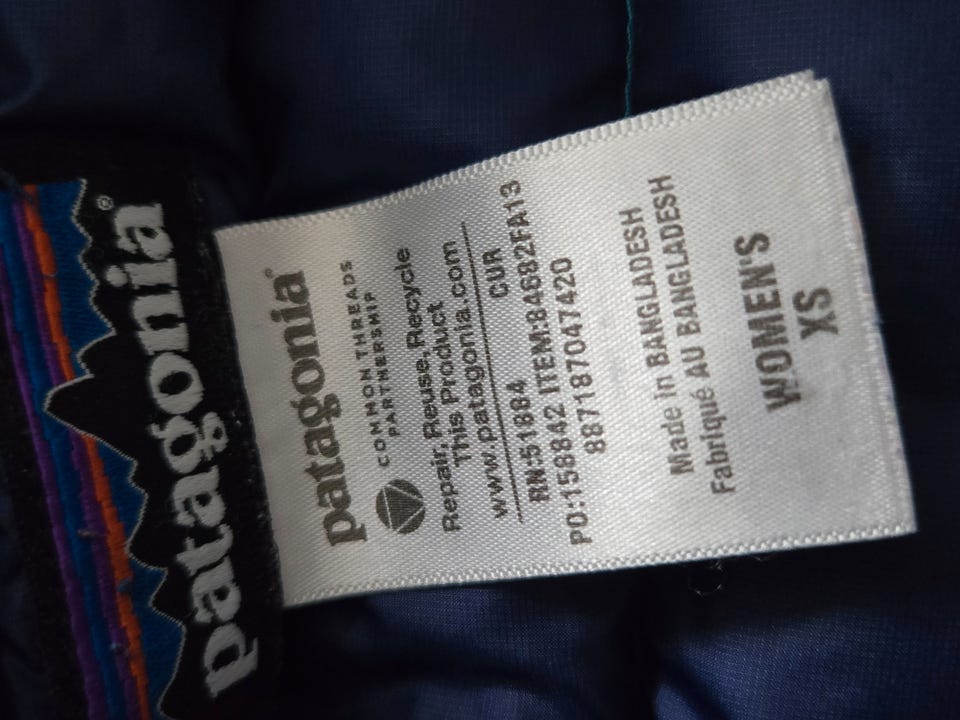 patagonia®
patagonia®
COMMON THREADS
PARTNERSHIP
Repair, Reuse, Recycle
This Product
www.patagonia.com
RN:51884 CUR
PO:158842 ITEM:84682FA13
887187047420
Made in BANGLADESH
Fabriqué AU BANGLADESH
WOMEN'S
XS